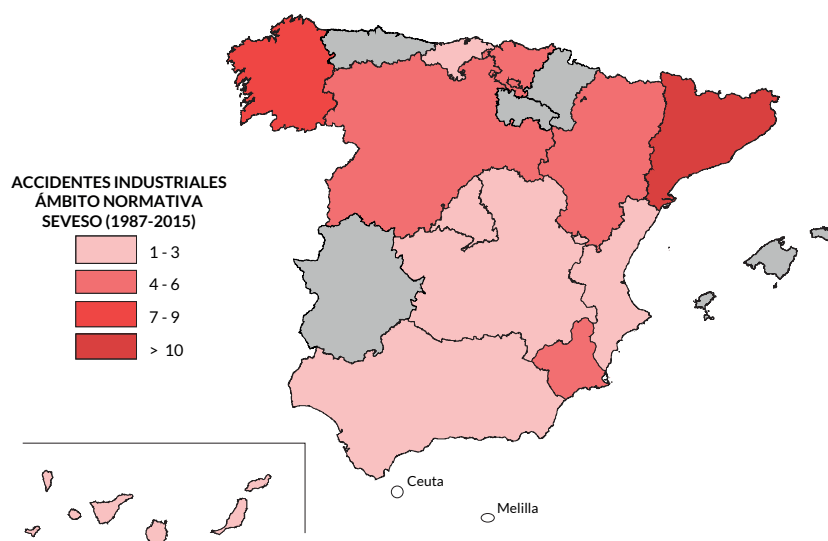 ACCIDENTES INDUSTRIALES
ÁMBITO NORMATIVA
SEVESO (1987-2015)
1 - 3
4 - 6
7 - 9
> 10
Ceuta
Melilla